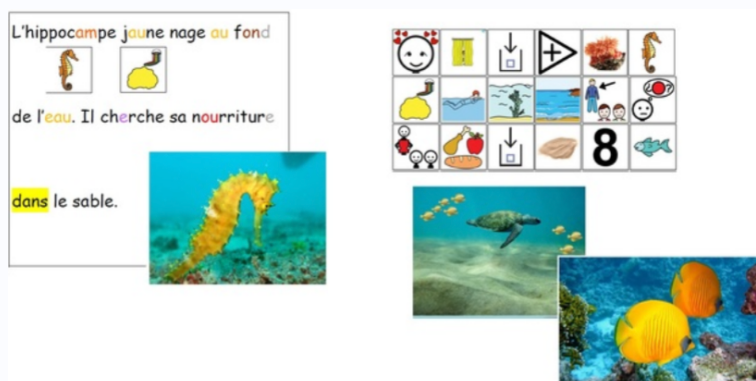 L'hippocampe jaune nage au fond
de l'eau. Il cherche sa nourriture
dans le sable.
8